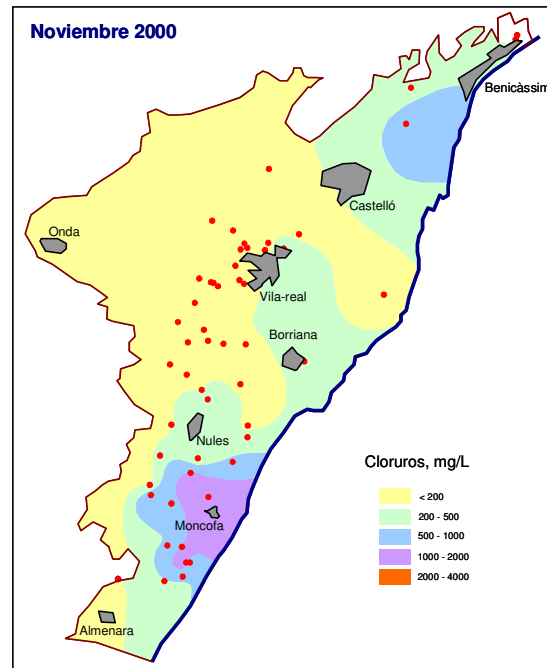 Noviembre 2000
Benicàssim
Castelló
Onda
Vila-real
Borriana
Nules
Moncofa
Almenara
Cloruros, mg/L
< 200
200 - 500
500 - 1000
1000 - 2000
2000 - 4000